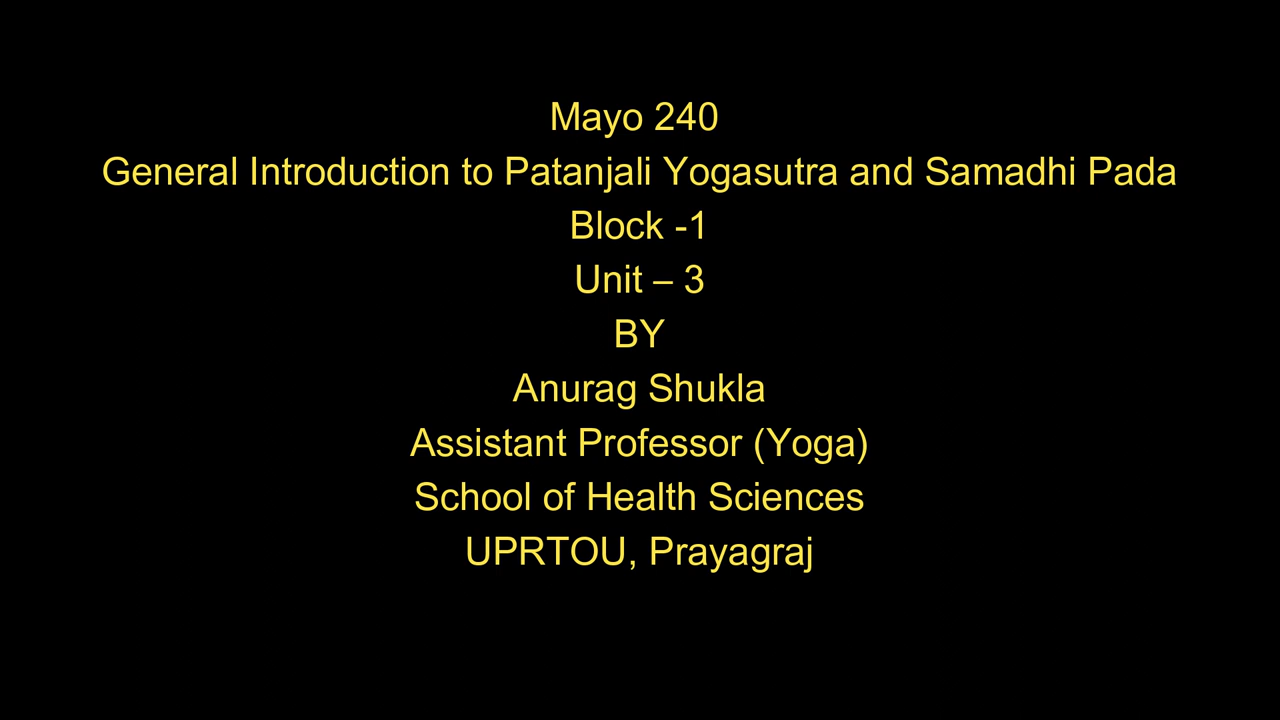 Mayo 240
General Introduction to Patanjali Yogasutra and Samadhi Pada
Block -1
Unit – 3
BY
Anurag Shukla
Assistant Professor (Yoga)
School of Health Sciences
UPRTOU, Prayagraj